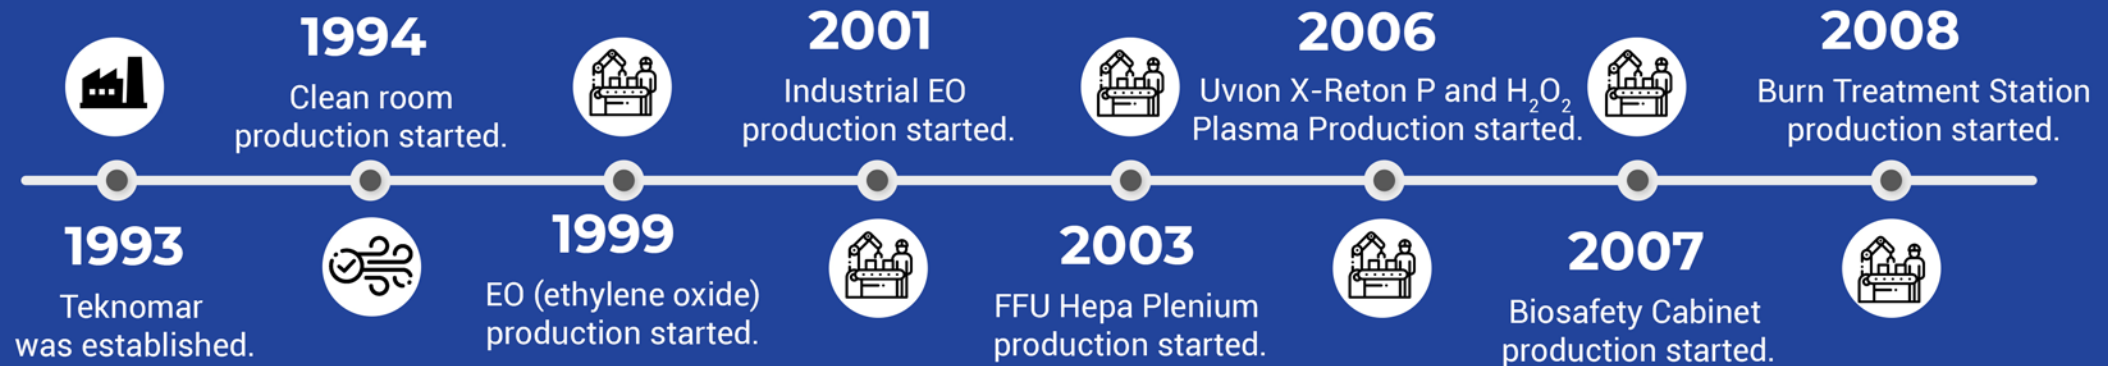 1993
Teknomar
was established.
1994
Clean room
production started.
1999
EO (ethylene oxide)
production started.
2001
Industrial EO
production started.
2003
FFU Hepa Plenium
production started.
2006
Uvıon X-Reton P and H₂O₂
Plasma Production started.
2007
Biosafety Cabinet
production started.
2008
Burn Treatment Station
production started.